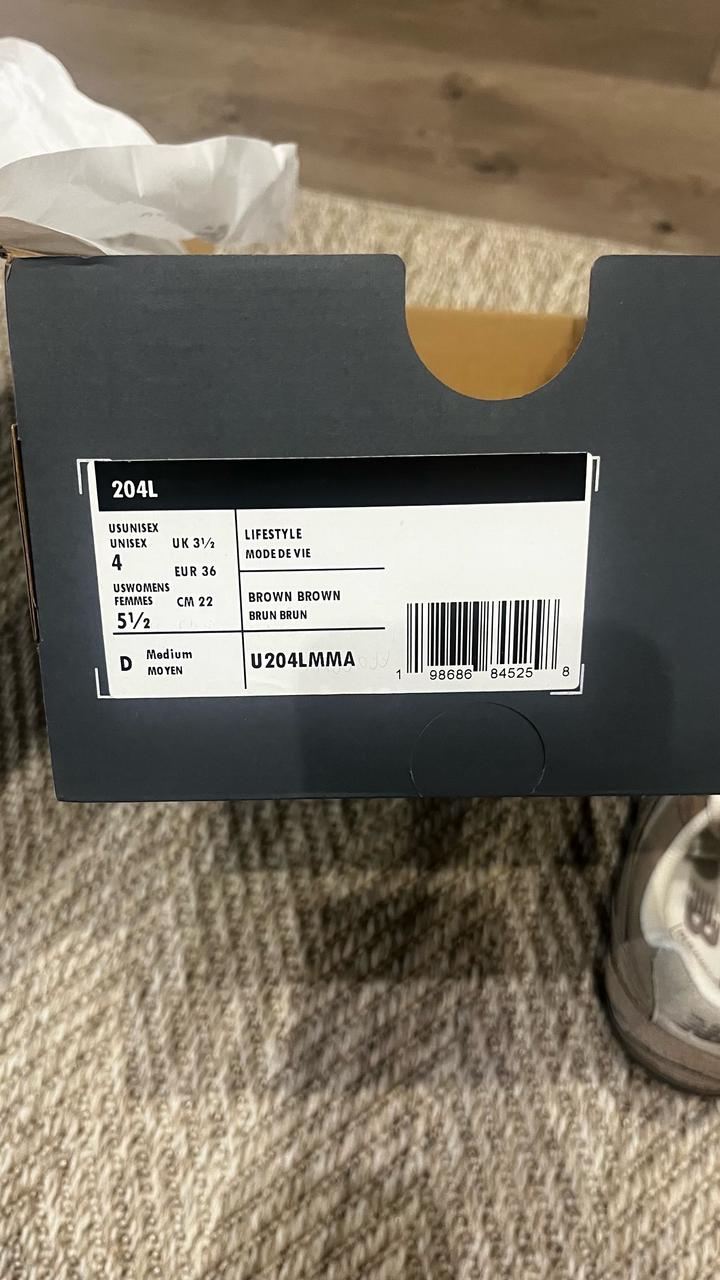 204L
USUNISEX
UNISEX
4
UK 3½
EUR 36
CM 22
USWOMENS
FEMMES
5½
D Medium
MOYEN
LIFESTYLE
MODE DE VIE
BROWN BROWN
BRUN BRUN
U204LMMA
1 98686 84525 8